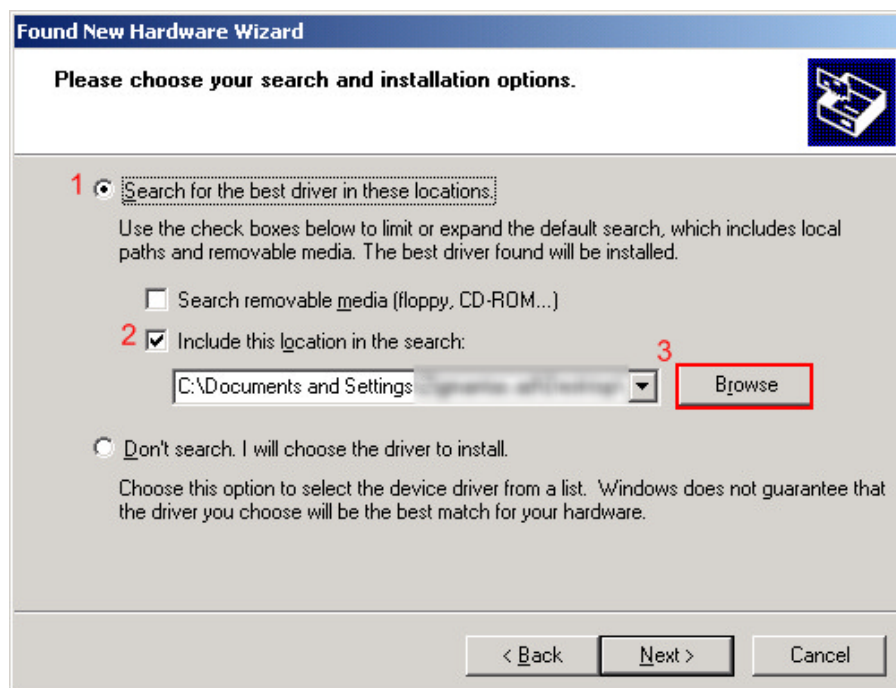 Found New Hardware Wizard
Please choose your search and installation options.
1 Search for the best driver in these locations.
Use the check boxes below to limit or expand the default search, which includes local
paths and removable media. The best driver found will be installed.
Search removable media (floppy, CD-ROM...)
2 Include this location in the search:
3
C:\Documents and Settings
Browse
Don't search. I will choose the driver to install.
Choose this option to select the device driver from a list. Windows does not guarantee that
the driver you choose will be the best match for your hardware.
< Back Next > Cancel